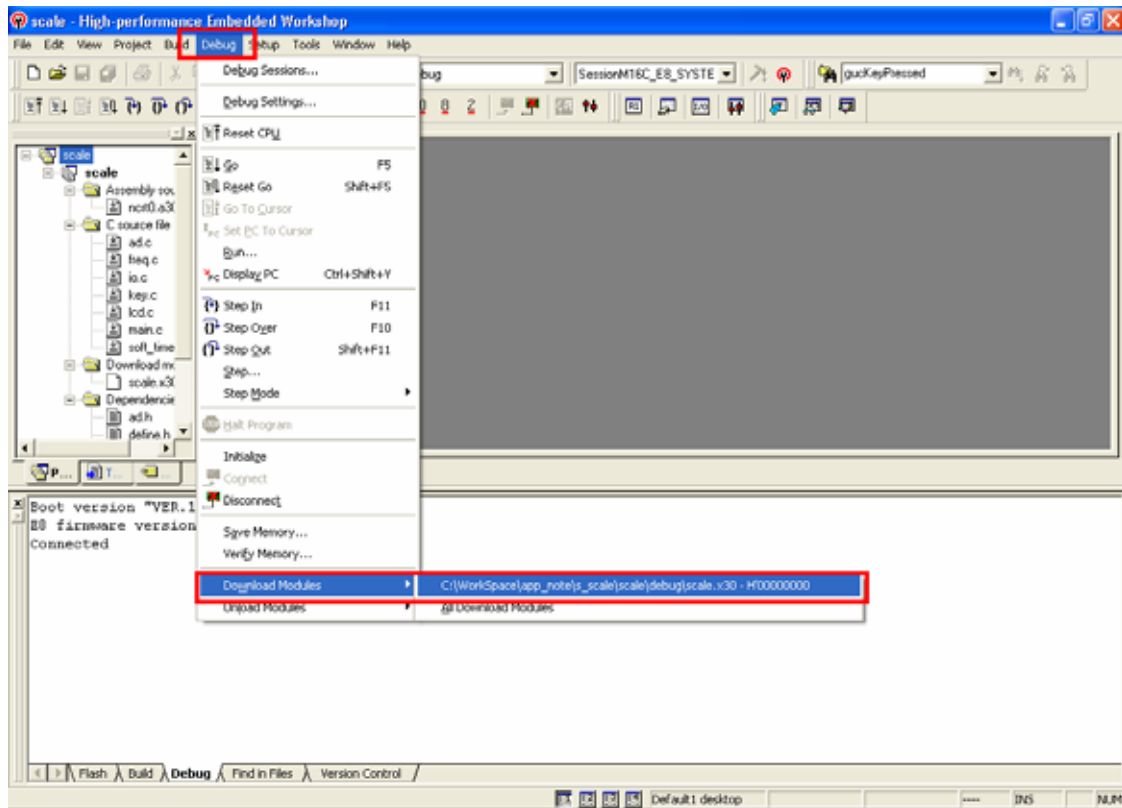 scale - High-performance Embedded Workshop
File Edit View Project Build Debug Setup Tools Window Help
SessionM16C_E8_SYSTE
gucKeyPressed
Debug Sessions...
Debug Settings...
Reset CPU
Go F5
Reset Go Shift+F5
Go To Cursor
Set PC To Cursor
Run...
Display PC Ctrl+Shift+Y
Step In F11
Step Over F10
Step Out Shift+F11
Step...
Step Mode
Halt Program
Initialize
Connect
Disconnect
Save Memory...
Verify Memory...
Download Modules C:\WorkSpace\app_note\s_scale\scale\debug\scale.x30 - H'00000000
Unload Modules All Download Modules
scale
scale
Assembly sou
ncrt0.a30
C source file
ad.c
freq.c
io.c
key.c
lcd.c
main.c
soft_time
Download mo
scale.x30
Dependencie
ad.h
define.h
P... T...
Boot version "VER.1
E8 firmware version
Connected
Flash Build Debug Find in Files Version Control
Default1 desktop INS NUM